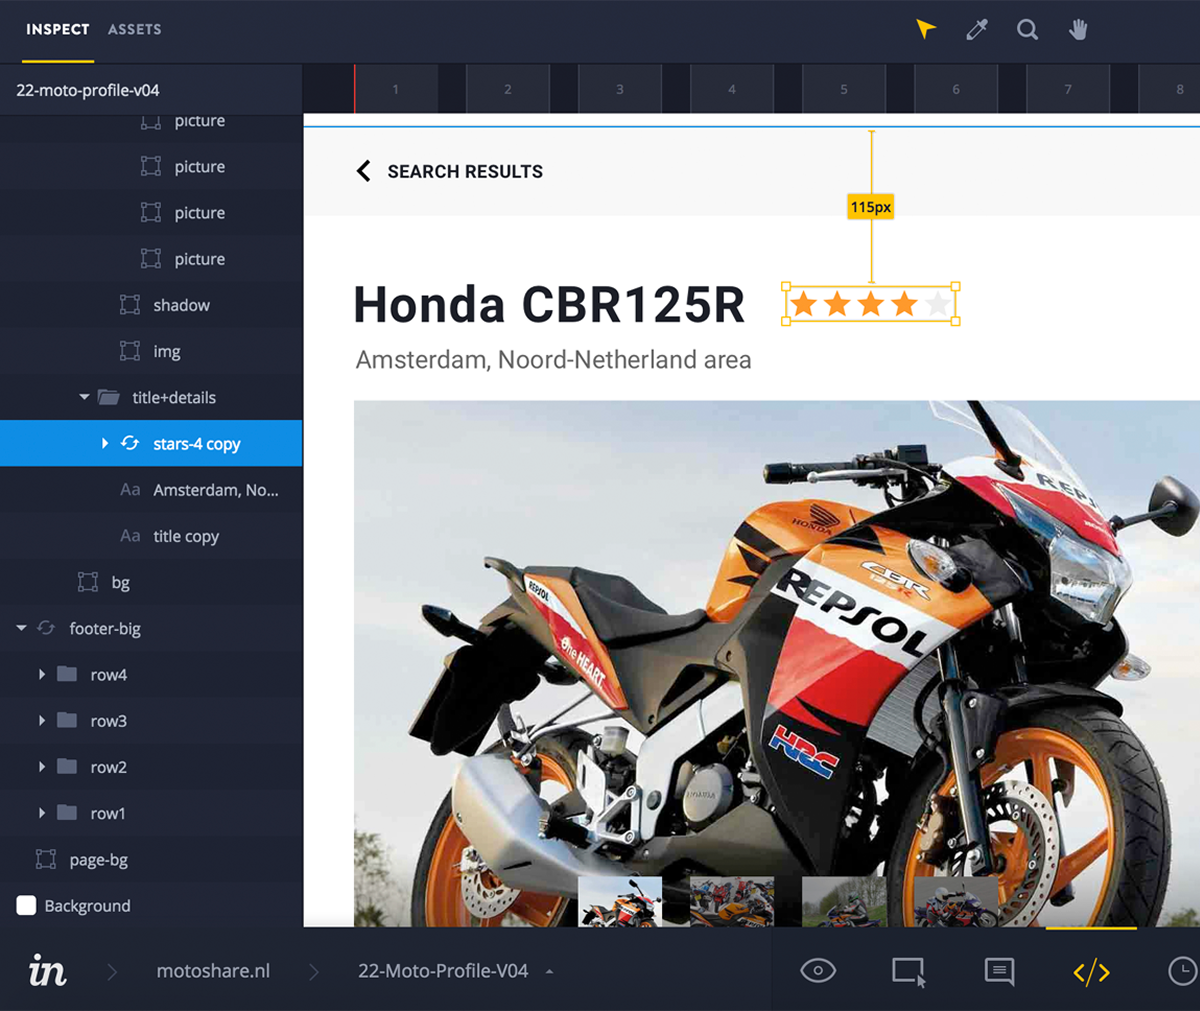 INSPECT
ASSETS
22-moto-profile-v04
1
2
3
4
5
6
7
8
picture
picture
picture
picture
shadow
img
title+details
stars-4 copy
Amsterdam, No...
title copy
bg
footer-big
row4
row3
row2
row1
page-bg
Background
SEARCH RESULTS
115px
Honda CBR125R
Amsterdam, Noord-Netherland area
REPSOL
HONDA
CBR
125R
REPSOL
REPSOL
One HEART
HRC
HONDA
in
motoshare.nl
22-Moto-Profile-V04